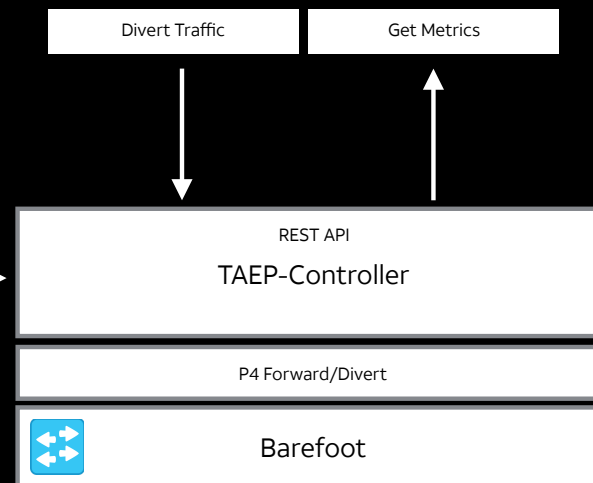 Divert Traffic
Get Metrics
REST API
TAEP-Controller
P4 Forward/Divert
Barefoot